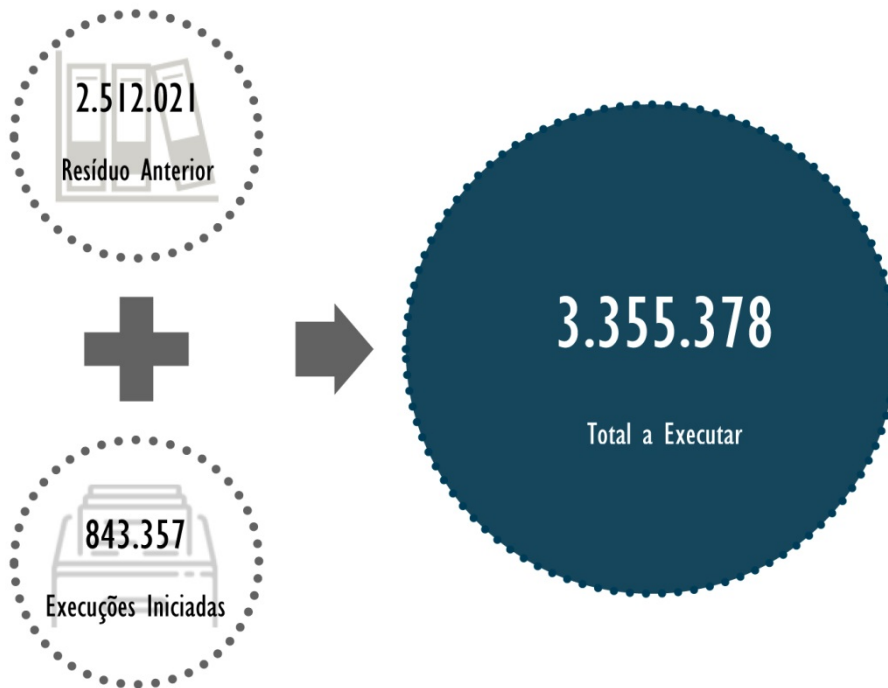 2.512.021
Resíduo Anterior
843.357
Execuções Iniciadas
3.355.378
Total a Executar